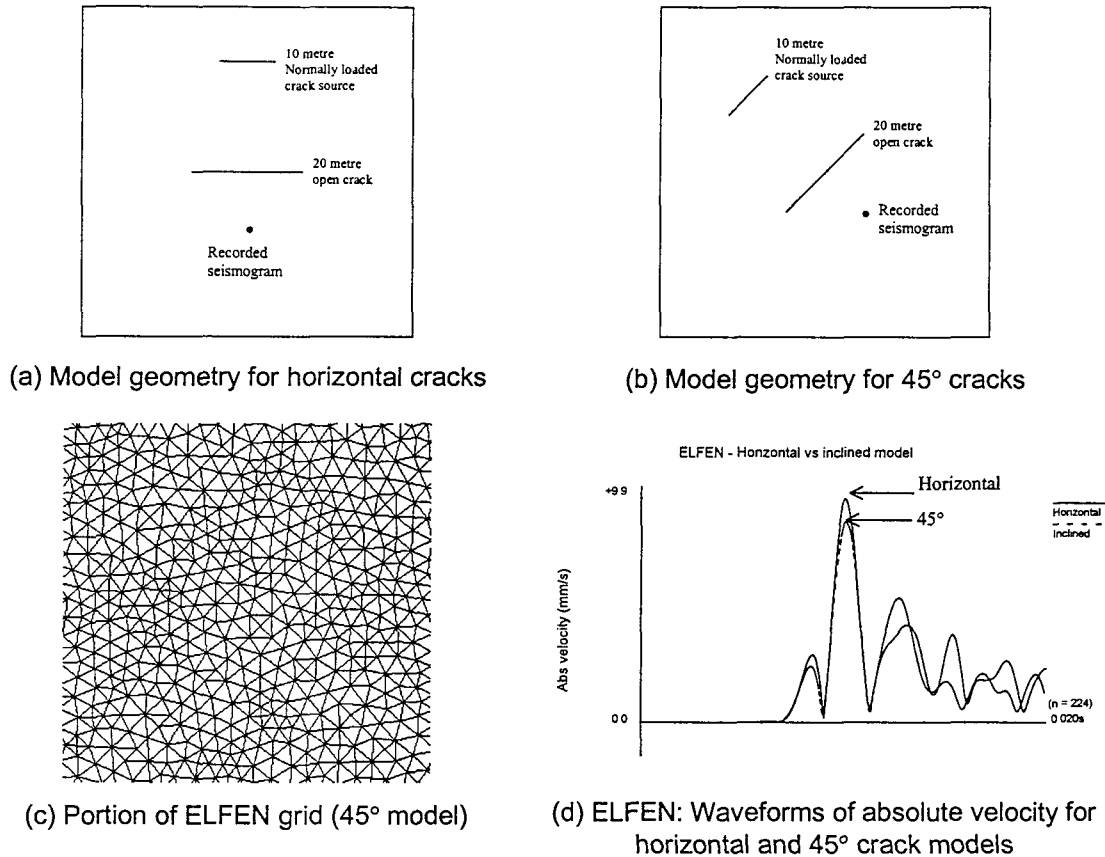 10 metre
Normally loaded
crack source
20 metre
open crack
Recorded
seismogram
(a) Model geometry for horizontal cracks
10 metre
Normally loaded
crack source
20 metre
open crack
Recorded
seismogram
(b) Model geometry for 45° cracks
(c) Portion of ELFEN grid (45° model)
ELFEN - Honzontal vs inclined model
+9 9
Horizontal
45°
Honzontal
Inclined
Abs velocity (mm/s)
0 0
(n = 224)
0 020s
(d) ELFEN: Waveforms of absolute velocity for
horizontal and 45° crack models